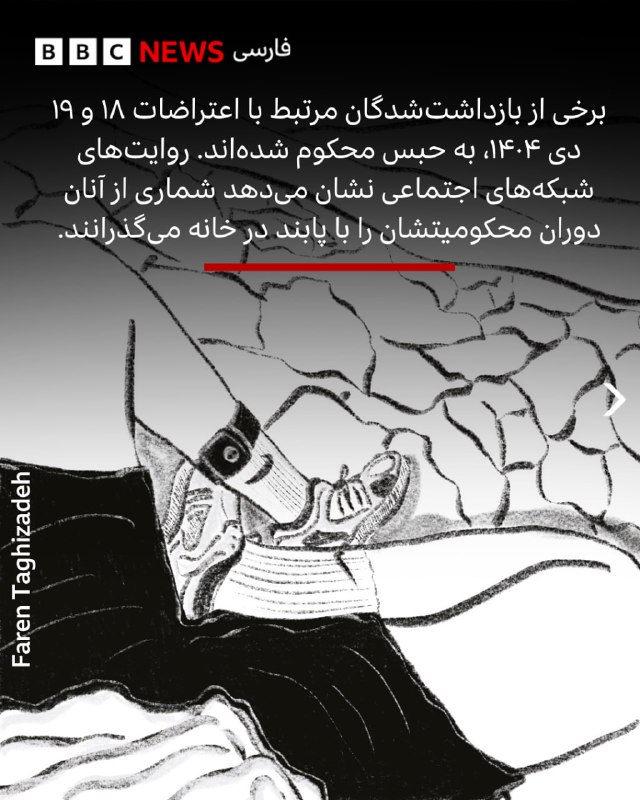 BBC NEWS فارسی
برخی از بازداشت‌شدگان مرتبط با اعتراضات ۱۸ و ۱۹
دی ۱۴۰۴، به حبس محکوم شده‌اند. روایت‌های
شبکه‌های اجتماعی نشان می‌دهد شماری از آنان
دوران محکومیتشان را با پابند در خانه می‌گذرانند.
Faren Taghizadeh